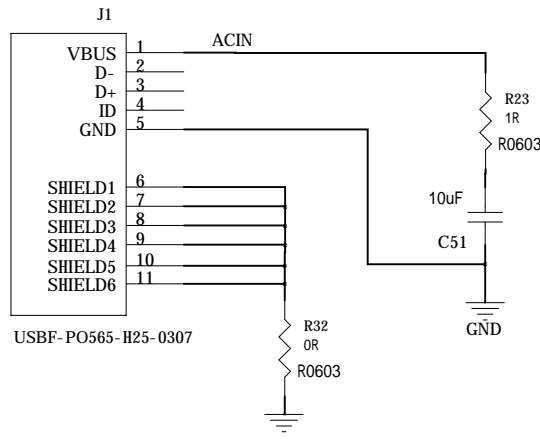 J1
VBUS 1 ACIN
D- 2
D+ 3
ID 4
GND 5
R23
1R
R0603
SHIELD1 6
SHIELD2 7
SHIELD3 8
SHIELD4 9
SHIELD5 10
SHIELD6 11
10uF
C51
USBF-PO565-H25-0307
R32
0R
R0603
GND